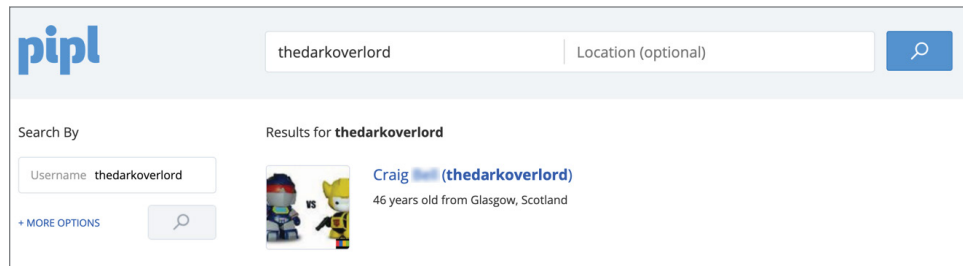 pipl
thedarkoverlord
Location (optional)
Search By
Results for thedarkoverlord
Username thedarkoverlord
Craig (thedarkoverlord)
46 years old from Glasgow, Scotland
VS
+ MORE OPTIONS